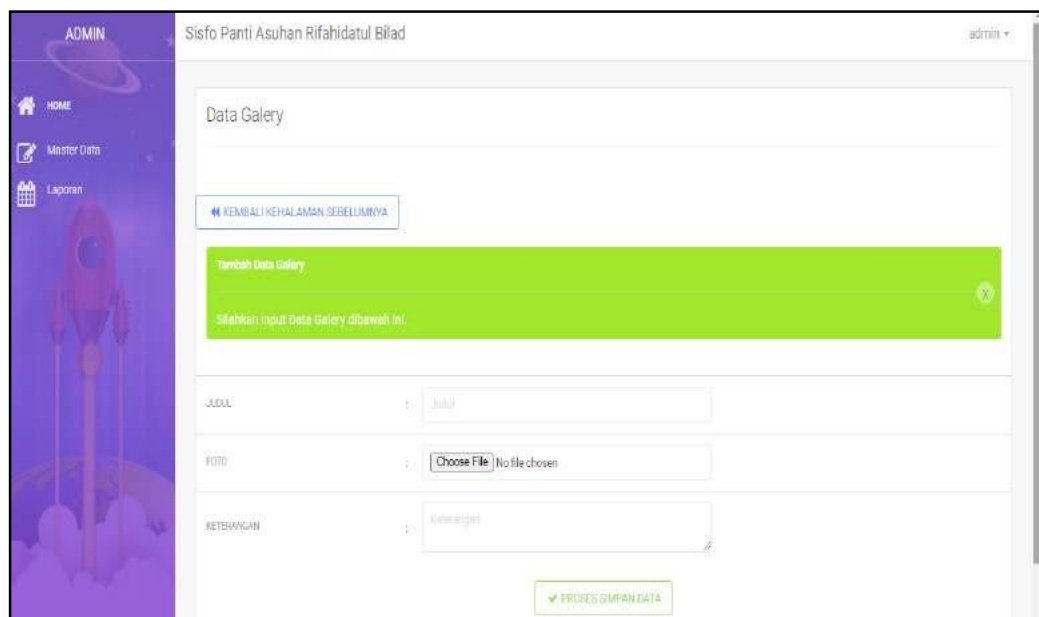 ADMIN
Sisfo Panti Asuhan Rifahidatul Bilad
admin
HOME
Master Data
Laporan
Data Galery
KEMBALI KEHALAMAN SEBELUMNYA
Tambah Data Galery
X
Silahkan Input Data Galery dibawah ini.
JUDUL : Judul
FOTO : Choose File No file chosen
KETERANGAN : Keterangan
PROSES SIMPAN DATA